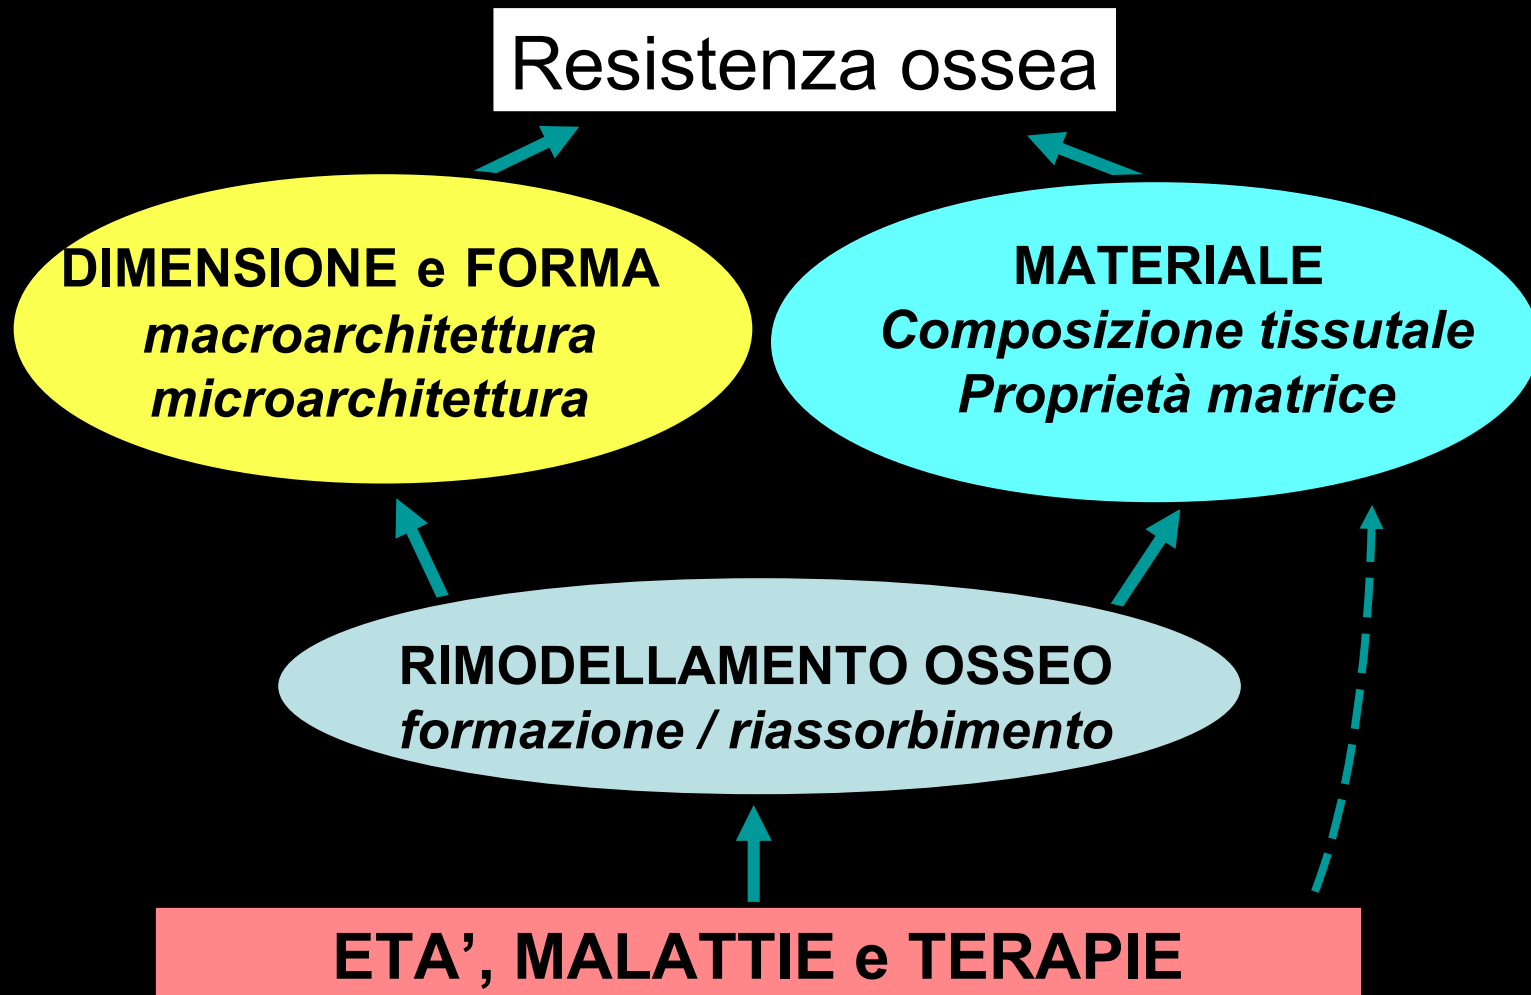 Resistenza ossea
DIMENSIONE e FORMA
macroarchitettura
microarchitettura
MATERIALE
Composizione tissutale
Proprietà matrice
RIMODELLAMENTO OSSEO
formazione / riassorbimento
ETA’, MALATTIE e TERAPIE